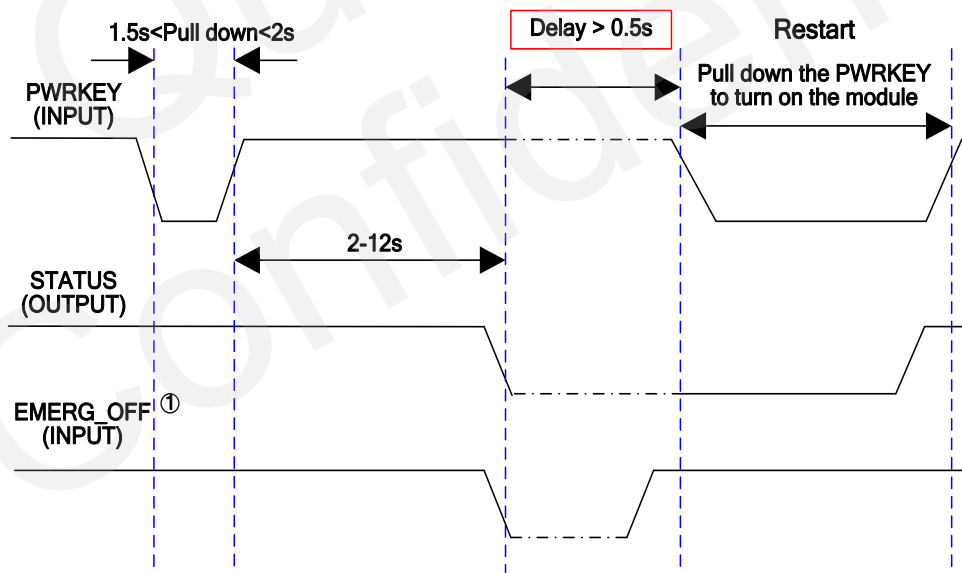 1.5s<Pull down<2s
Delay > 0.5s
Restart
PWRKEY
(INPUT)
Pull down the PWRKEY
to turn on the module
2-12s
STATUS
(OUTPUT)
EMERG_OFF ①
(INPUT)
Confiden